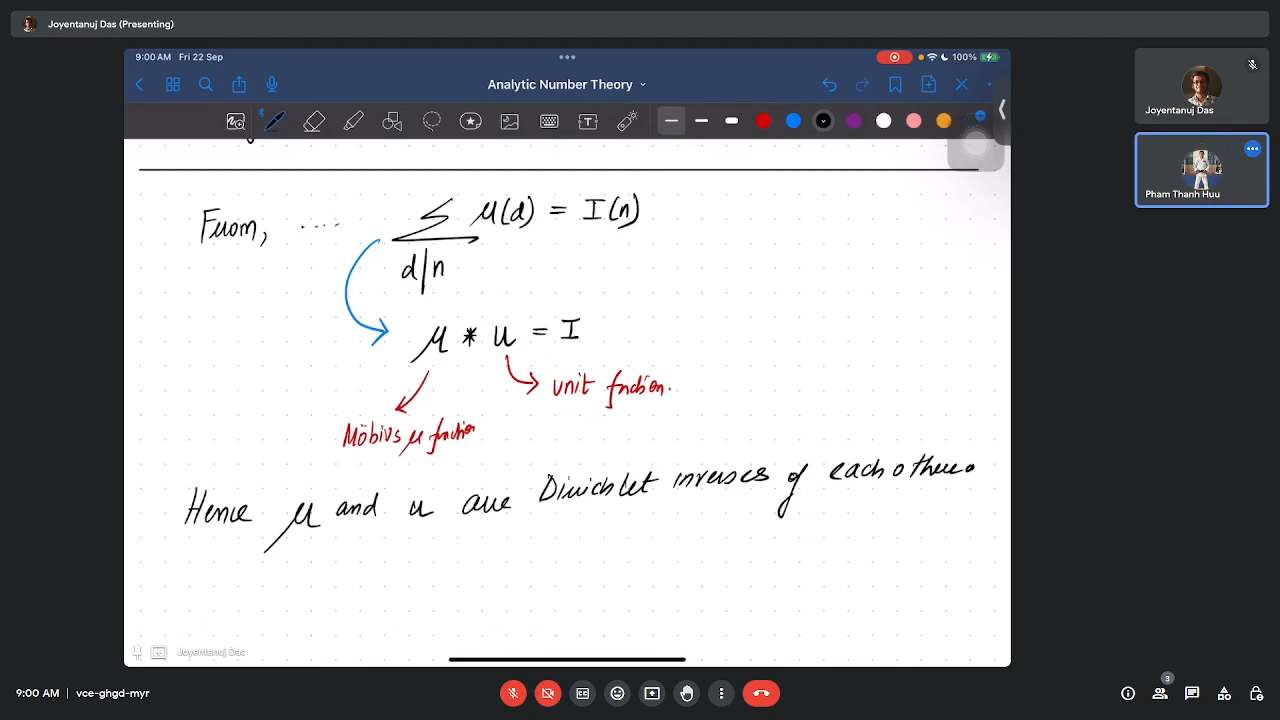 Joyentanuj Das (Presenting)
9:00 AM Fri 22 Sep
100%
Analytic Number Theory
From, .... ∑ μ(d) = I(n)
d|n
μ * u = I
unit function.
Möbius μ function
Hence μ and u are Dirichlet inverses of each other.
Joyentanuj Das
Joyentanuj Das
Pham Thanh Huu
9:00 AM | vce-ghgd-myr
3